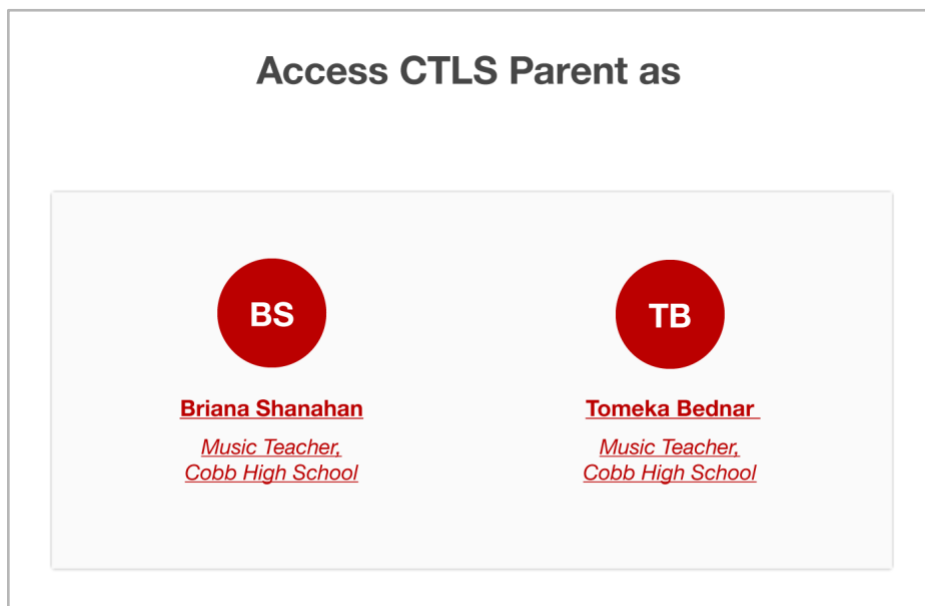 Access CTLS Parent as
BS
TB
Briana Shanahan
Tomeka Bednar
Music Teacher,
Cobb High School
Music Teacher,
Cobb High School